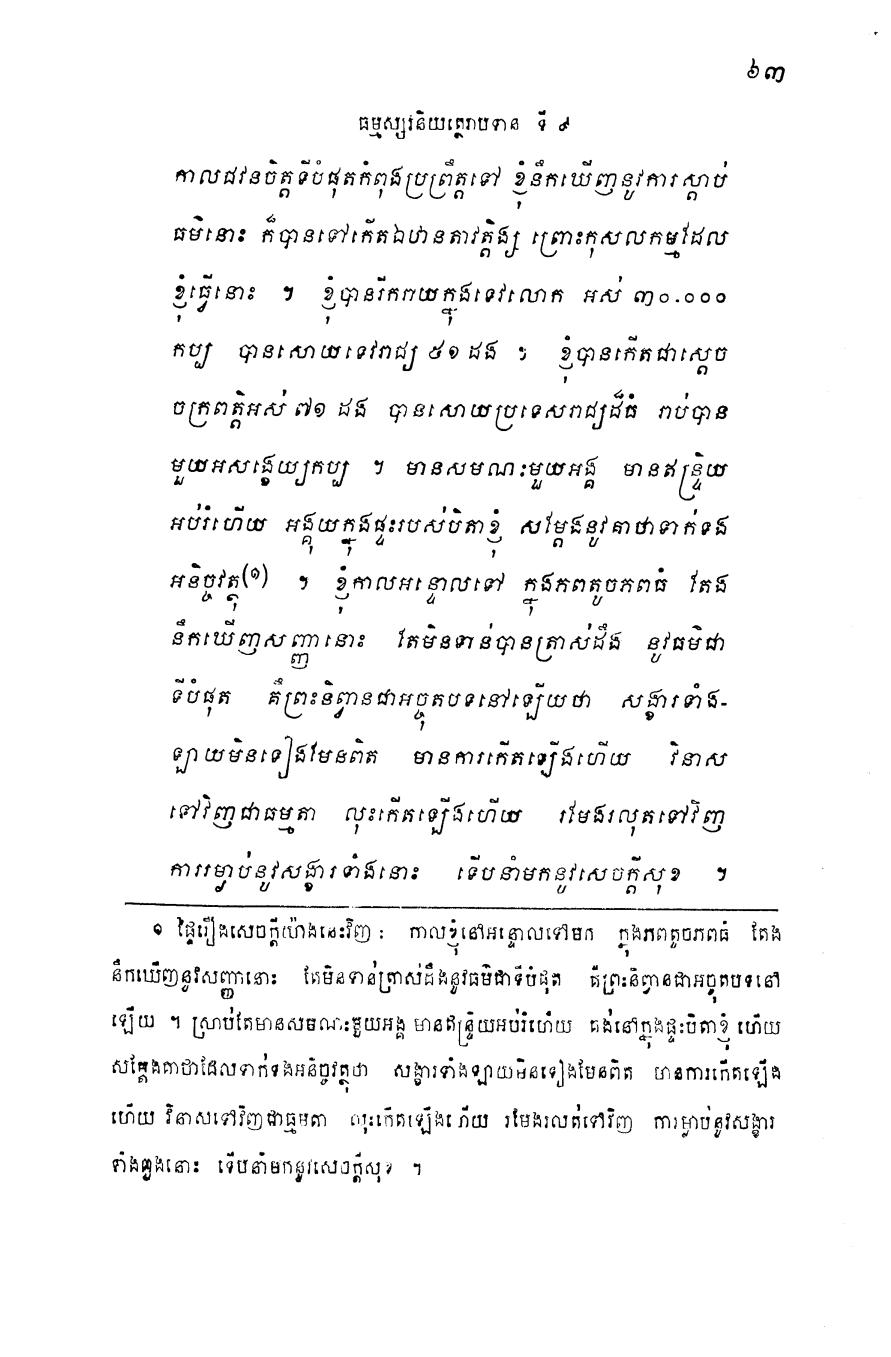 ៦៣
ធម្មស្សវនិយត្ថេរាបទាន ទី ៩
កាលជវនចិត្តទីបំផុតកំពុងប្រព្រឹត្តទៅ ខ្ញុំនឹកឃើញនូវការស្តាប់
ធម៌នោះ ក៏បានទៅកើតឯឋានតាវត្តិង្ស ព្រោះកុសលកម្មដែល
ខ្ញុំធ្វើនោះ ។ ខ្ញុំបានរីករាយក្នុងទេវលោក អស់ ៣០.០០០
កប្ប បានសោយទេវរាជ្យ ៥១ ដង ។ ខ្ញុំបានកើតជាស្តេច
ចក្រពត្តិអស់ ៧១ ដង បានសោយប្រទេសរាជ្យដ៏ធំ រាប់បាន
មួយអសង្ខេយ្យកប្ប ។ មានសមណះមួយអង្គ មានឥន្ទ្រិយ
អប់រំហើយ អង្គុយក្នុងផ្ទះរបស់បិតាខ្ញុំ សម្តែងនូវគាថាទាក់ទង
អនិច្ចវត្ថុ(១) ។ ខ្ញុំកាលអន្ទោលទៅ ក្នុងភពតូចភពធំ តែង
នឹកឃើញសញ្ញានោះ តែមិនទាន់បានត្រាស់ដឹង នូវធម៌ជា
ទីបំផុត គឺព្រះនិព្វានជាអច្ចុតបទនៅឡើយថា សង្ខារទាំង-
ឡាយមិនទៀងមែនពិត មានការកើតឡើងហើយ វិនាស
ទៅវិញជាធម្មតា លុះកើតឡើងហើយ រមែងរលុតទៅវិញ
ការរម្ងាប់នូវសង្ខារទាំងនោះ ទើបនាំមកនូវសេចក្តីសុខ ។
១ ផ្ទៃរឿងសេចក្តីយ៉ាងនេះវិញ : កាលខ្ញុំនៅអន្ទោលទៅមក ក្នុងភពតូចភពធំ តែង
នឹកឃើញនូវសញ្ញានោះ តែមិនទាន់ត្រាស់ដឹងនូវធម៌ជាទីបំផុត គឺព្រះនិព្វានជាអច្ចុតបទនៅ
ឡើយ ។ ស្រាប់តែមានសមណះមួយអង្គ មានឥន្ទ្រិយអប់រំហើយ គង់នៅក្នុងផ្ទះបិតាខ្ញុំ ហើយ
សម្តែងគាថាដែលទាក់ទងអនិច្ចវត្ថុថា សង្ខារទាំងឡាយមិនទៀងមែនពិត មានការកើតឡើង
ហើយ វិនាសទៅវិញជាធម្មតា លុះកើតឡើងហើយ រមែងរលត់ទៅវិញ ការម្ងាប់នូវសង្ខារ
ទាំងនោះ ទើបនាំមកនូវសេចក្តីសុខ ។